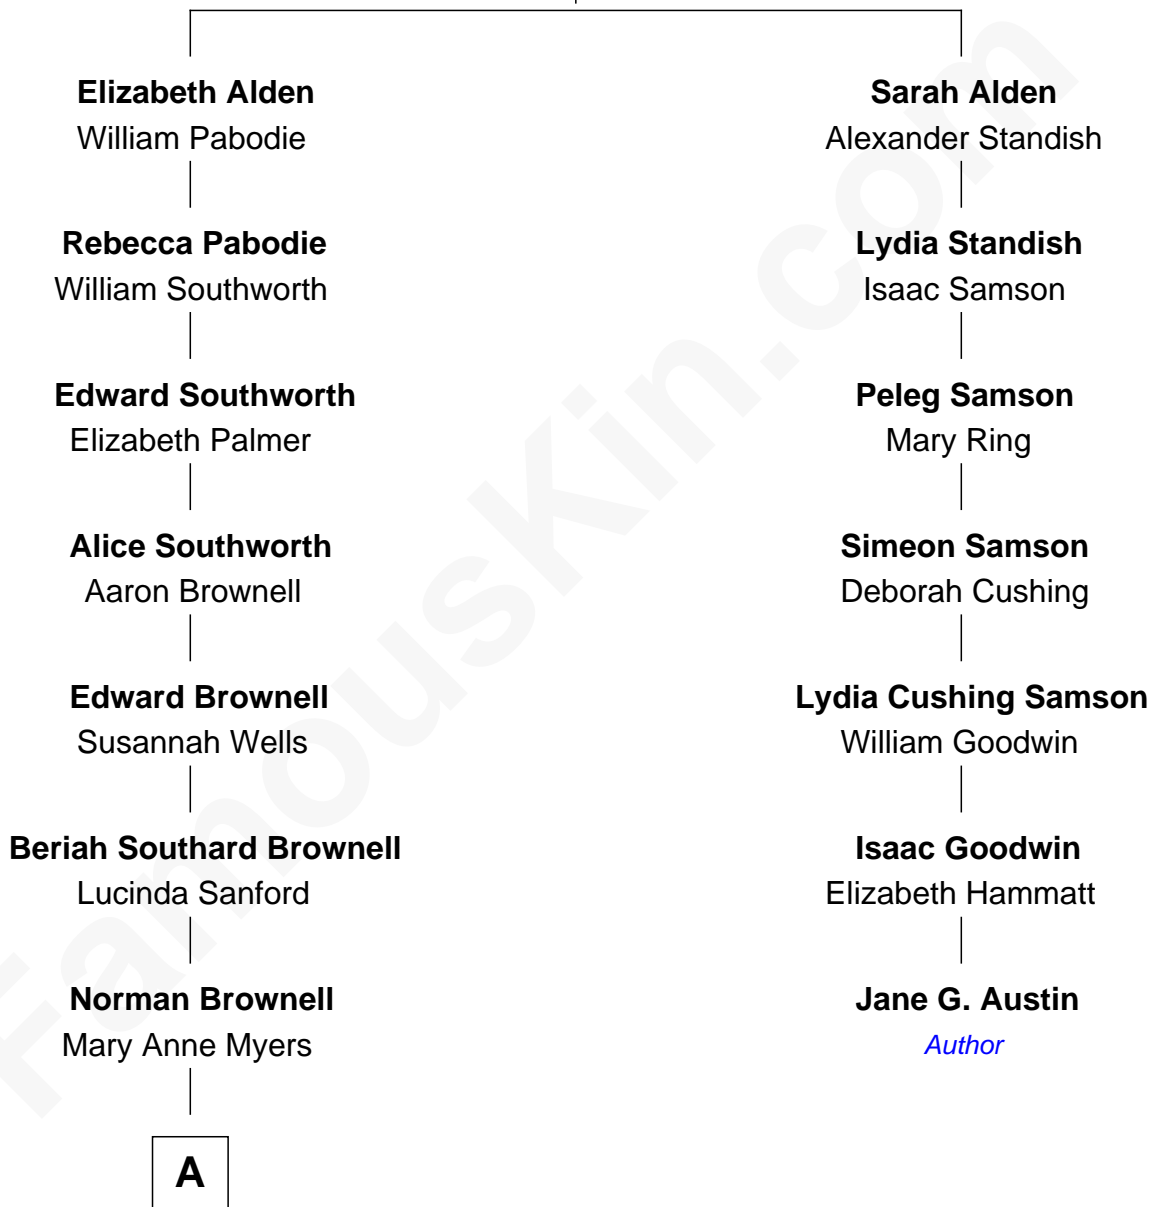 Elizabeth Alden
William Pabodie
Rebecca Pabodie
William Southworth
Edward Southworth
Elizabeth Palmer
Alice Southworth
Aaron Brownell
Edward Brownell
Susannah Wells
Beriah Southard Brownell
Lucinda Sanford
Norman Brownell
Mary Anne Myers
A
Sarah Alden
Alexander Standish
Lydia Standish
Isaac Samson
Peleg Samson
Mary Ring
Simeon Samson
Deborah Cushing
Lydia Cushing Samson
William Goodwin
Isaac Goodwin
Elizabeth Hammatt
Jane G. Austin
Author
FamousKin.com